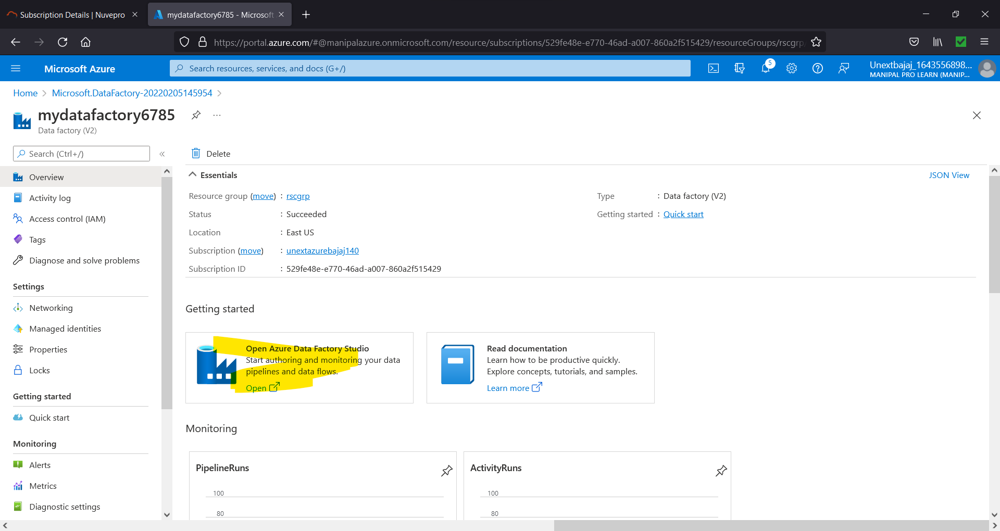 Subscription Details | Nuvepro
mydatafactory6785 - Microsoft
https://portal.azure.com/#@manipalazure.onmicrosoft.com/resource/subscriptions/529fe48e-e770-46ad-a007-860a2f515429/resourceGroups/rscgrp/
Microsoft Azure
Search resources, services, and docs (G+/)
5
Unextbajaj_1643556898...
MANIPAL PRO LEARN (MANIP...
Home > Microsoft.DataFactory-20220205145954 >
mydatafactory6785
...
Data factory (V2)
Search (Ctrl+/)
«
Delete
Overview
Activity log
Access control (IAM)
Tags
Diagnose and solve problems
Settings
Networking
Managed identities
Properties
Locks
Getting started
Quick start
Monitoring
Alerts
Metrics
Diagnostic settings
Essentials
JSON View
Resource group (move) : rscgrp
Status : Succeeded
Location : East US
Subscription (move) : unextazurebajaj140
Subscription ID : 529fe48e-e770-46ad-a007-860a2f515429
Type : Data factory (V2)
Getting started : Quick start
Getting started
Open Azure Data Factory Studio
Start authoring and monitoring your data
pipelines and data flows.
Open
Read documentation
Learn how to be productive quickly.
Explore concepts, tutorials, and samples.
Learn more
Monitoring
PipelineRuns
100
80
ActivityRuns
100
80